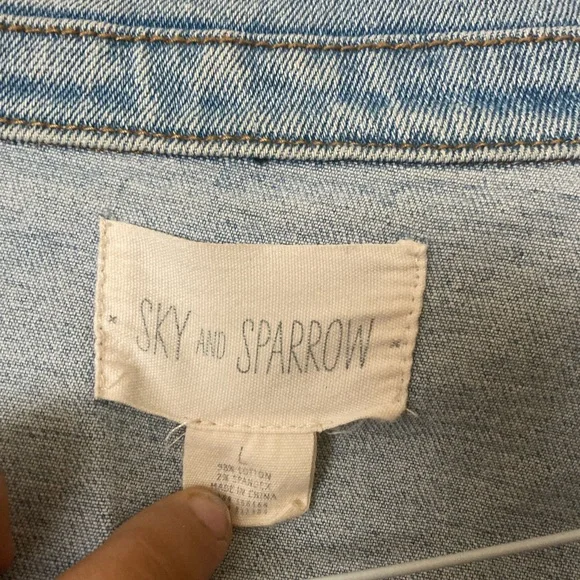 × SKY AND SPARROW ×
L
98% COTTON
2% SPANDEX
MADE IN CHINA